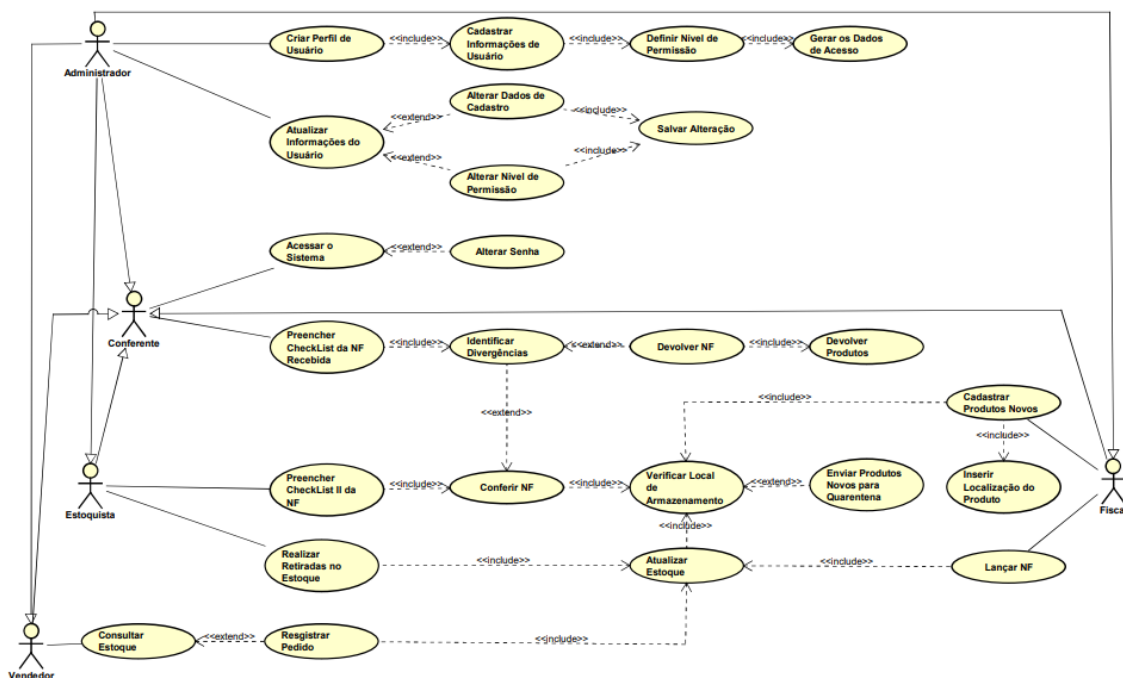 Administrador
Criar Perfil de
Usuário
<<include>>
Cadastrar
Informações de
Usuário
<<include>>
Definir Nível de
Permissão
<<include>>
Gerar os Dados
de Acesso
Atualizar
Informações do
Usuário
<<extend>>
<<extend>>
Alterar Dados de
Cadastro
Alterar Nível de
Permissão
<<include>>
<<include>>
Salvar Alteração
Acessar o
Sistema
<<extend>>
Alterar Senha
Conferente
Preencher
CheckList da NF
Recebida
<<include>>
Identificar
Divergências
<<extend>>
Devolver NF
<<include>>
Devolver
Produtos
<<extend>>
<<include>>
Cadastrar
Produtos Novos
<<include>>
Estoquista
Preencher
CheckList II da
NF
<<include>>
Conferir NF
<<include>>
Verificar Local
de
Armazenamento
<<extend>>
Enviar Produtos
Novos para
Quarentena
Inserir
Localização do
Produto
Fiscal
<<include>>
Realizar
Retiradas no
Estoque
<<include>>
Atualizar
Estoque
<<include>>
Lançar NF
Vendedor
Consultar
Estoque
<<extend>>
Resgistrar
Pedido
<<include>>